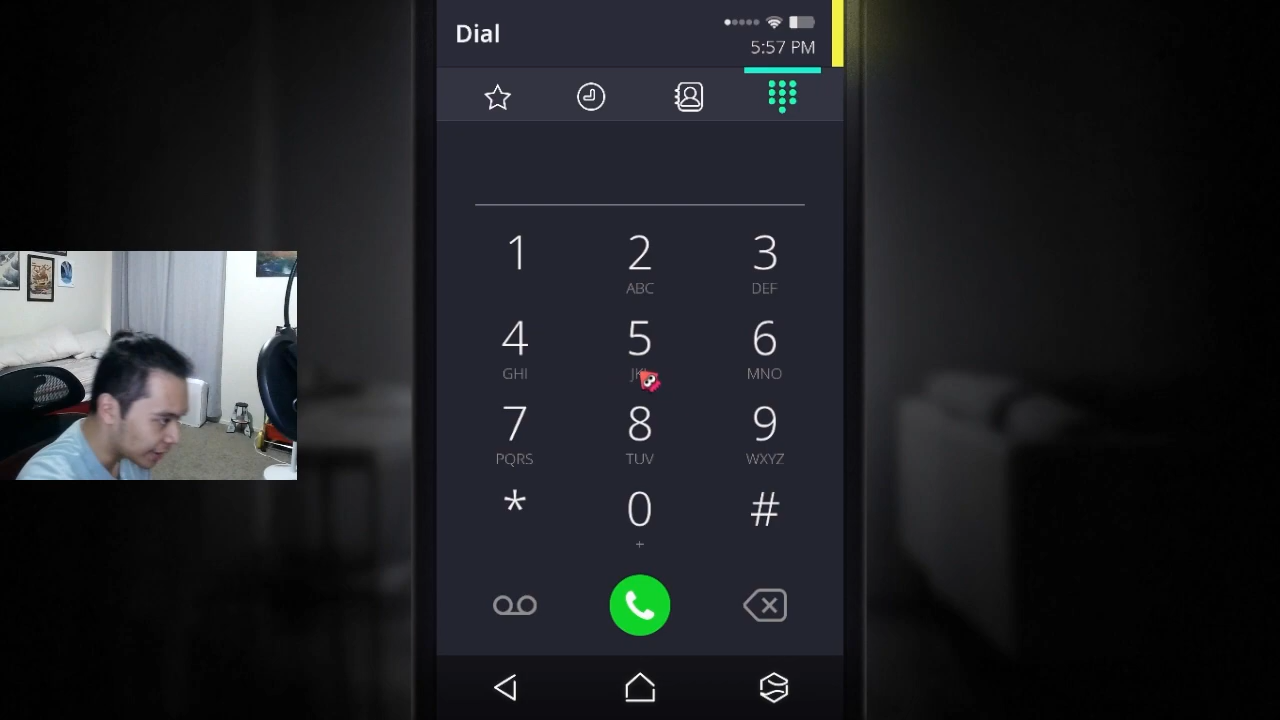 Dial
5:57 PM
1 2 3
ABC DEF
4 5 6
GHI MNO
7 8 9
PQRS TUV WXYZ
* 0 #
+